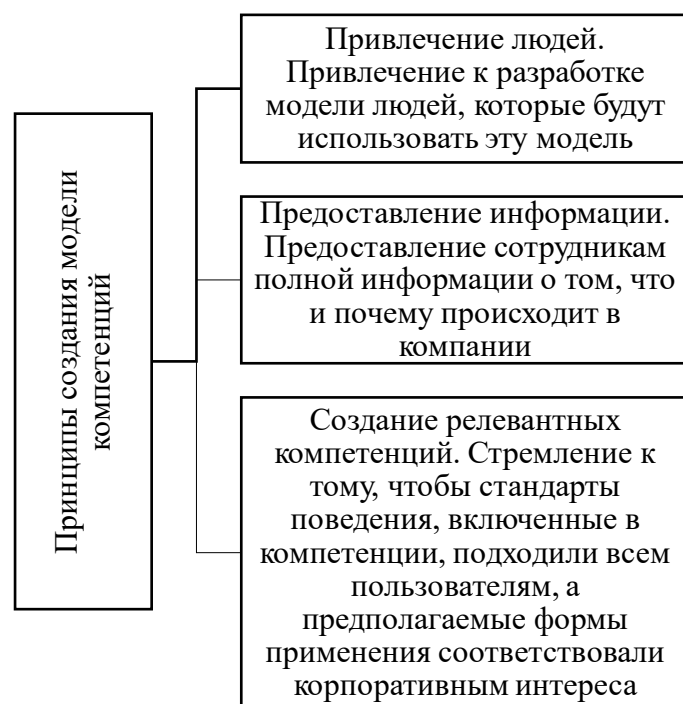 Принципы создания модели
компетенций
Привлечение людей.
Привлечение к разработке
модели людей, которые будут
использовать эту модель
Предоставление информации.
Предоставление сотрудникам
полной информации о том, что
и почему происходит в
компании
Создание релевантных
компетенций. Стремление к
тому, чтобы стандарты
поведения, включенные в
компетенции, подходили всем
пользователям, а
предполагаемые формы
применения соответствовали
корпоративным интереса